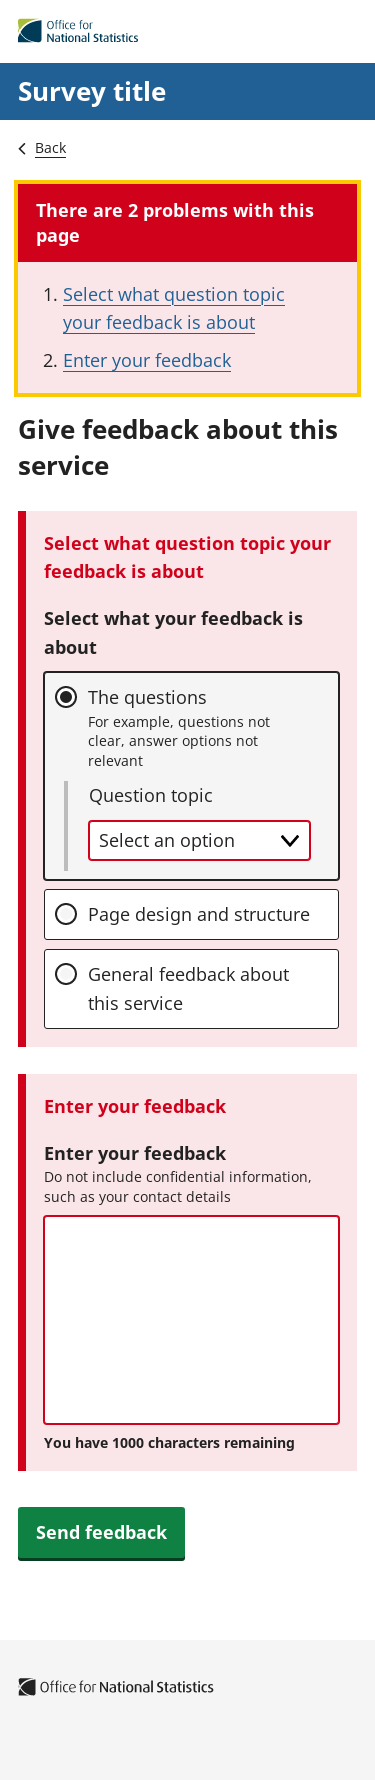 Office for
National Statistics
Survey title
Back
There are 2 problems with this
page
1. Select what question topic
your feedback is about
2. Enter your feedback
Give feedback about this
service
Select what question topic your
feedback is about
Select what your feedback is
about
The questions
For example, questions not
clear, answer options not
relevant
Question topic
Select an option
Page design and structure
General feedback about
this service
Enter your feedback
Enter your feedback
Do not include confidential information,
such as your contact details
You have 1000 characters remaining
Send feedback
Office for National Statistics